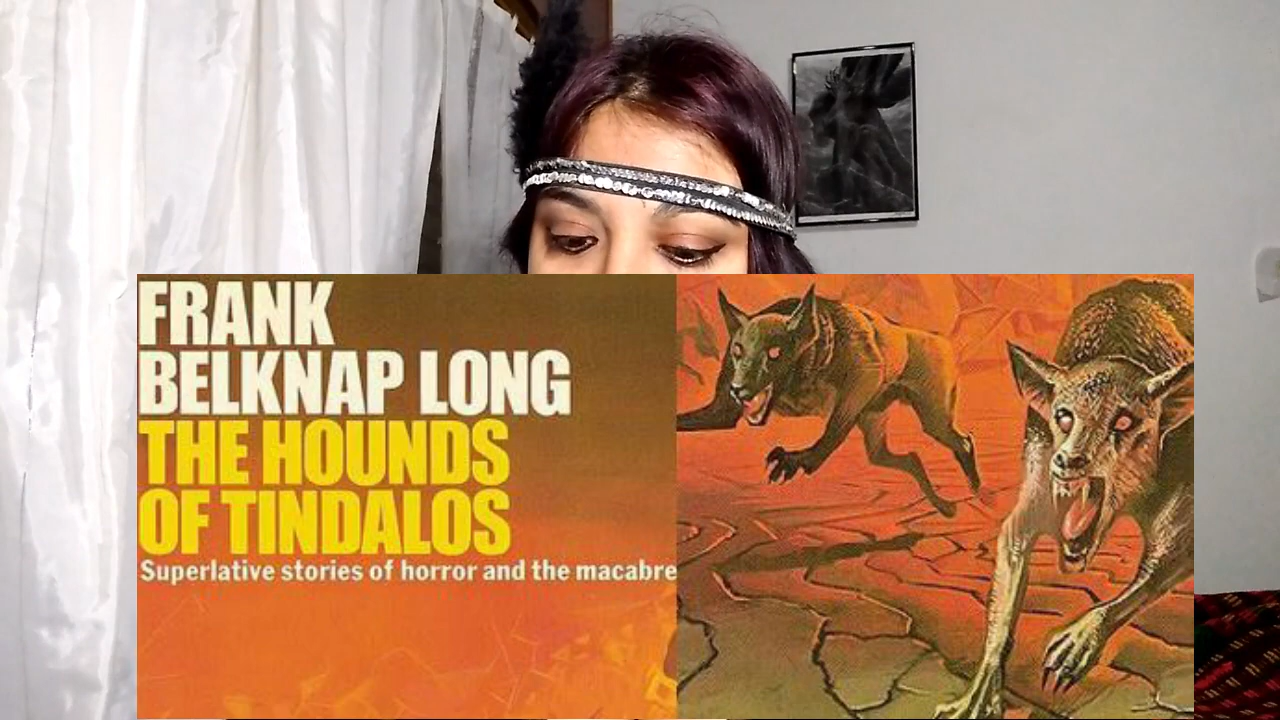 FRANK
BELKNAP LONG
THE HOUNDS
OF TINDALOS
Superlative stories of horror and the macabre